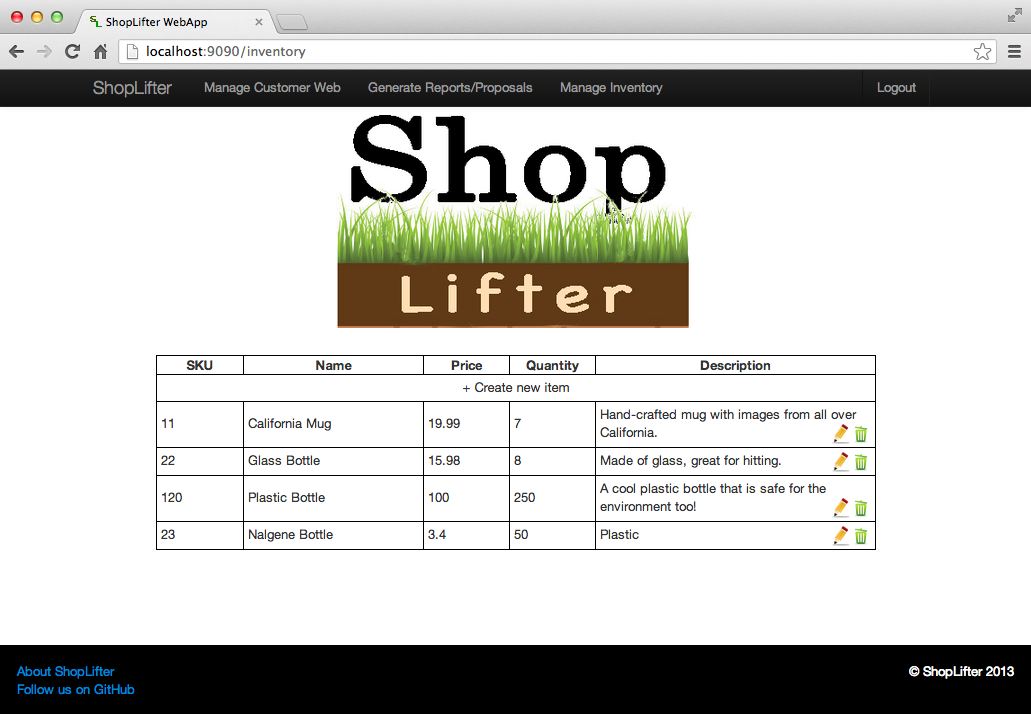 ShopLifter WebApp
localhost:9090/inventory
ShopLifter Manage Customer Web Generate Reports/Proposals Manage Inventory Logout
Shop
Lifter
SKU Name Price Quantity Description
+ Create new item
11 California Mug 19.99 7 Hand-crafted mug with images from all over
California.
22 Glass Bottle 15.98 8 Made of glass, great for hitting.
120 Plastic Bottle 100 250 A cool plastic bottle that is safe for the
environment too!
23 Nalgene Bottle 3.4 50 Plastic
About ShopLifter © ShopLifter 2013
Follow us on GitHub